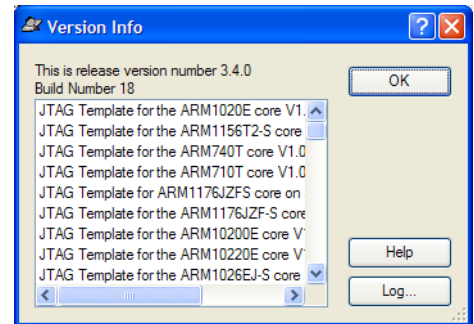 Version Info
This is release version number 3.4.0
Build Number 18
OK
JTAG Template for the ARM1020E core V1.
JTAG Template for the ARM1156T2-S core
JTAG Template for the ARM740T core V1.0
JTAG Template for the ARM710T core V1.0
JTAG Template for ARM1176JZFS core on
JTAG Template for the ARM1176JZF-S core
JTAG Template for the ARM10200E core V
JTAG Template for the ARM10220E core V
JTAG Template for the ARM1026EJ-S core
Help
Log...